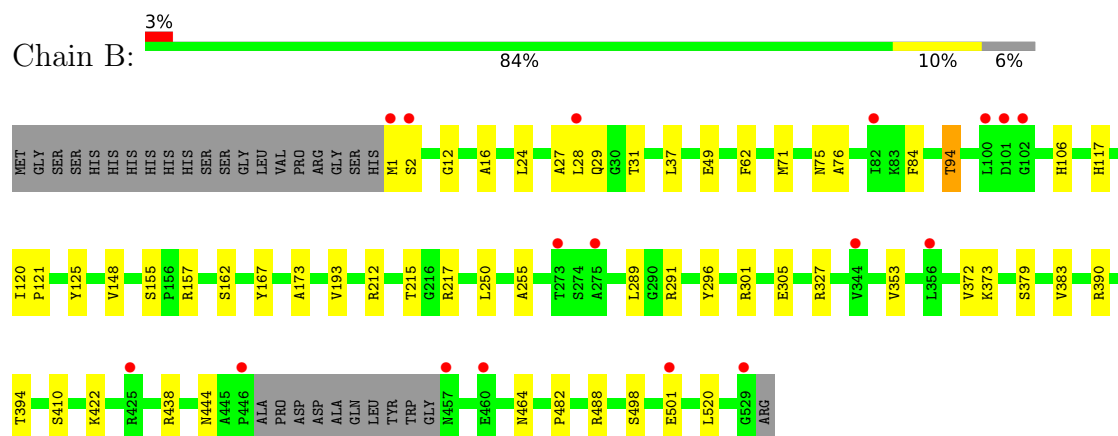 3%
Chain B:
84% 10% 6%
MET GLY SER SER HIS HIS HIS HIS HIS HIS SER SER GLY LEU VAL PRO ARG GLY SER HIS M1 S2 G12 A16 L24 A27 L28 Q29 G30 T31 L37 E49 F62 M71 N75 A76 I82 K83 F84 T94 L100 D101 G102 H106 H117
I120 P121 Y125 V148 S155 P156 R157 S162 Y167 A173 V193 R212 T215 G216 R217 L250 A255 T273 S274 A275 L289 G290 R291 Y296 R301 E305 R327 V344 V353 L356 V372 K373 S379 V383 R390
T394 S410 K422 R425 R438 N444 A445 P446 ALA PRO ASP ASP ALA GLN LEU TYR TRP GLY N457 E460 N464 P482 R488 S498 E501 L520 G529 ARG